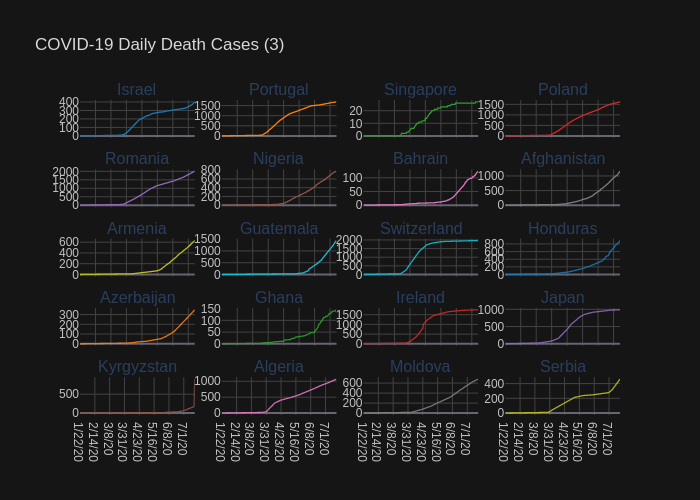 COVID-19 Daily Death Cases (3)
Israel Portugal Singapore Poland
400 300 200 100 0
1500 1000 500 0
20 10 0
1500 1000 500 0
Romania Nigeria Bahrain Afghanistan
2000 1500 1000 500 0
800 600 400 200 0
100 50 0
1000 500 0
Armenia Guatemala Switzerland Honduras
600 400 200 0
1500 1000 500 0
2000 1500 1000 500 0
800 600 400 200 0
Azerbaijan Ghana Ireland Japan
300 200 100 0
150 100 50 0
1500 1000 500 0
1000 500 0
Kyrgyzstan Algeria Moldova Serbia
500 0
1000 500 0
600 400 200 0
400 200 0
1/22/20 2/14/20 3/8/20 3/31/20 4/23/20 5/16/20 6/8/20 7/1/20
1/22/20 2/14/20 3/8/20 3/31/20 4/23/20 5/16/20 6/8/20 7/1/20
1/22/20 2/14/20 3/8/20 3/31/20 4/23/20 5/16/20 6/8/20 7/1/20
1/22/20 2/14/20 3/8/20 3/31/20 4/23/20 5/16/20 6/8/20 7/1/20